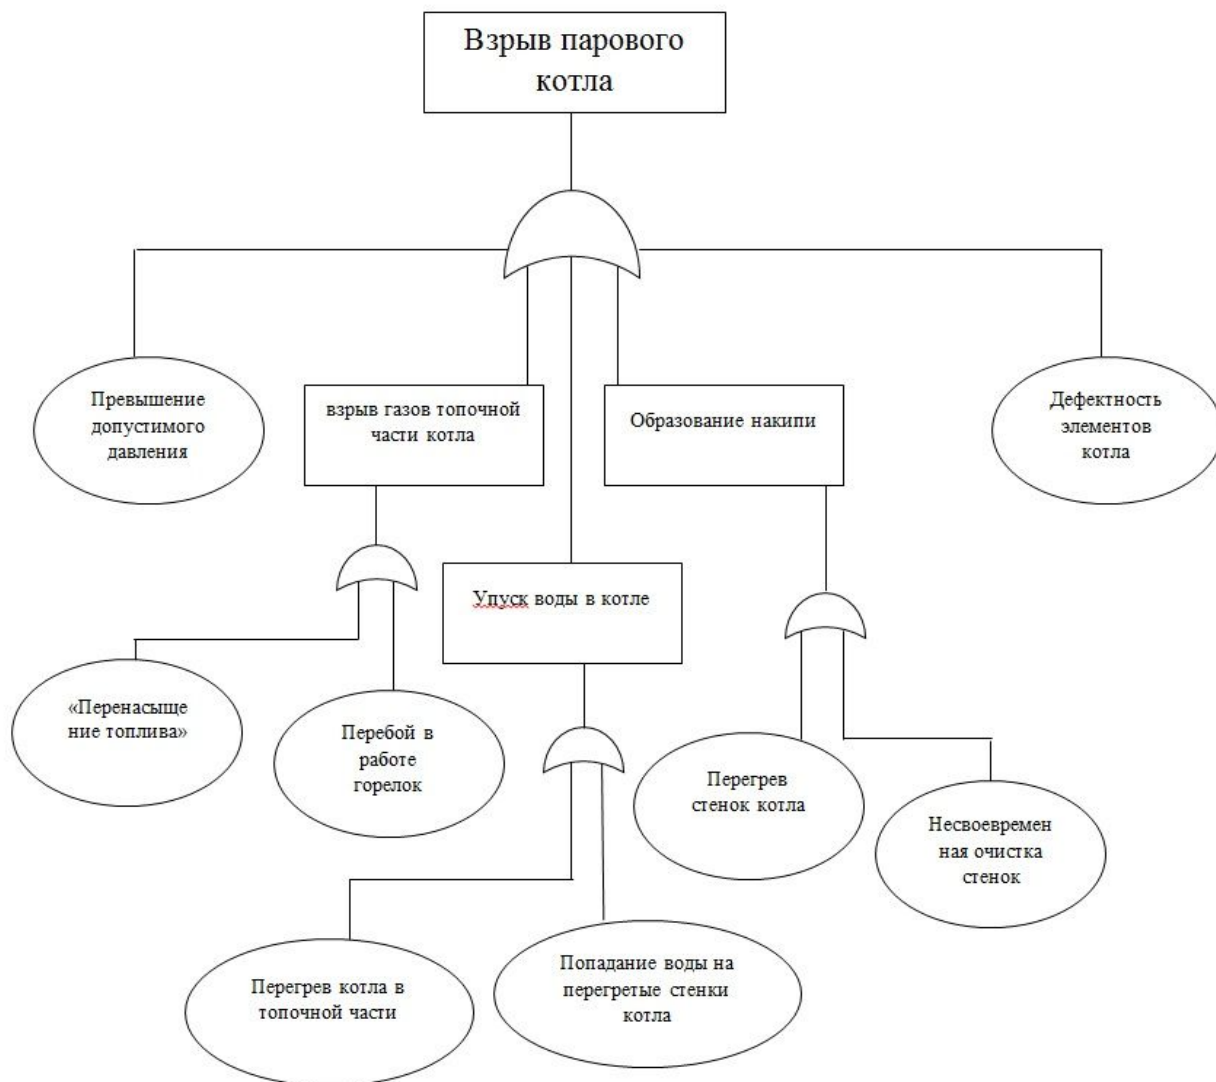 Взрыв парового
котла
Превышение
допустимого
давления
взрыв газов топочной
части котла
Образование накипи
Дефектность
элементов
котла
Упуск воды в котле
«Перенасыще
ние топлива»
Перебой в
работе
горелок
Перегрев
стенок котла
Несвоевремен
ная очистка
стенок
Перегрев котла в
топочной части
Попадание воды на
перегретые стенки
котла